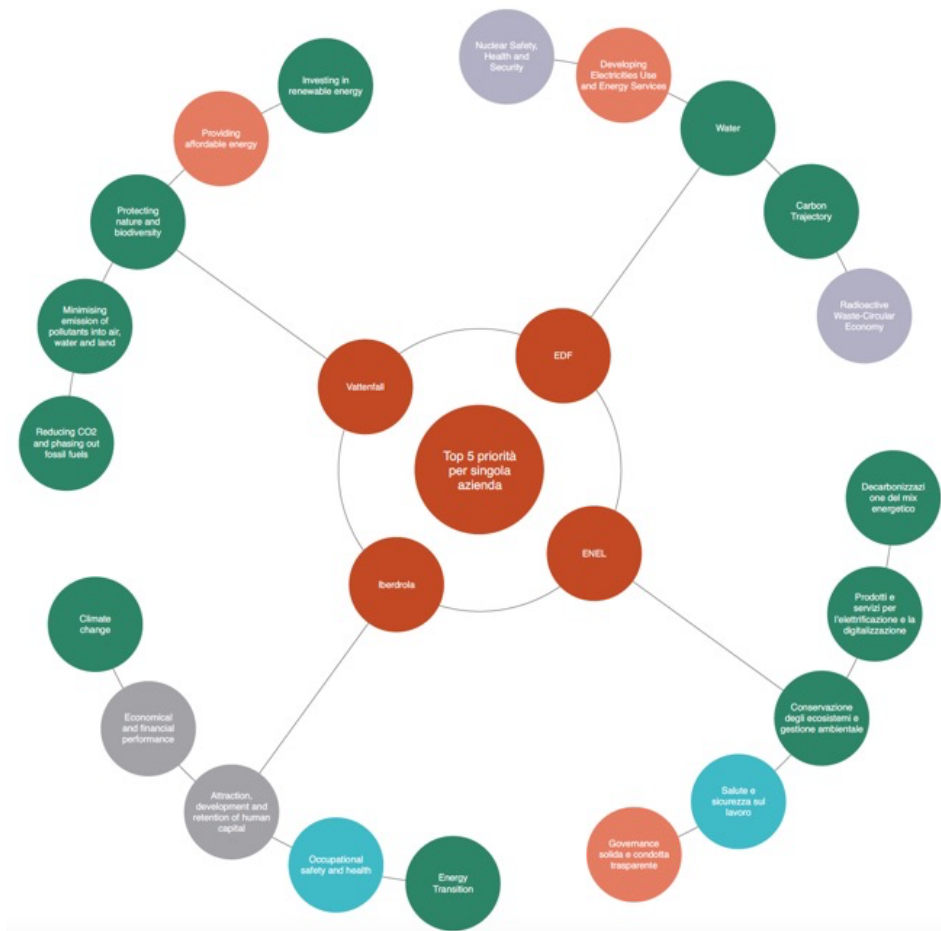 Nuclear Safety,
Health and
Security
Developing
Electricities Use
and Energy Services
Investing in
renewable energy
Water
Providing
affordable energy
Protecting
nature and
biodiversity
Carbon
Trajectory
Minimising
emission of
pollutants into air,
water and land
Radioactive
Waste-Circular
Economy
EDF
Vattenfall
Reducing CO2
and phasing out
fossil fuels
Top 5 priorità
per singola
azienda
Decarbonizzazi
one del mix
energetico
ENEL
Iberdrola
Prodotti e
servizi per
l'elettrificazione e la
digitalizzazione
Climate
change
Conservazione
degli ecosistemi e
gestione ambientale
Economical
and financial
performance
Attraction,
development and
retention of human
capital
Salute e
sicurezza sul
lavoro
Governance
solida e condotta
trasparente
Occupational
safety and health
Energy
Transition